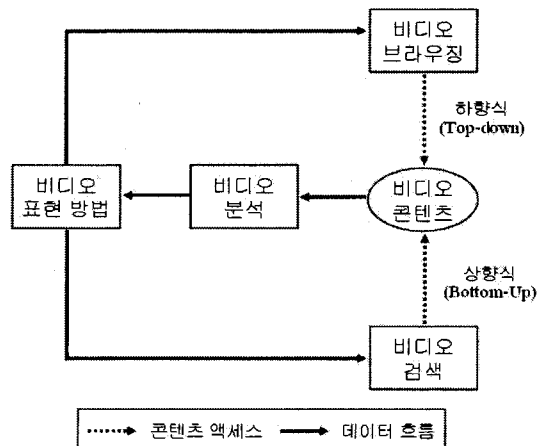 비디오
브라우징
하향식
(Top-down)
비디오
표현 방법
비디오
분석
비디오
콘텐츠
상향식
(Bottom-Up)
비디오
검색
콘텐츠 액세스
데이터 흐름